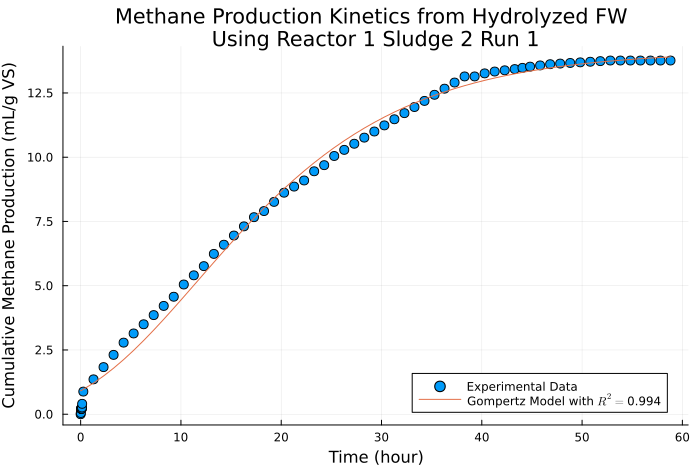 Methane Production Kinetics from Hydrolyzed FW
Using Reactor 1 Sludge 2 Run 1
Cumulative Methane Production (mL/g VS)
12.5
10.0
7.5
5.0
2.5
0.0
Experimental Data
Gompertz Model with R² = 0.994
0 10 20 30 40 50 60
Time (hour)